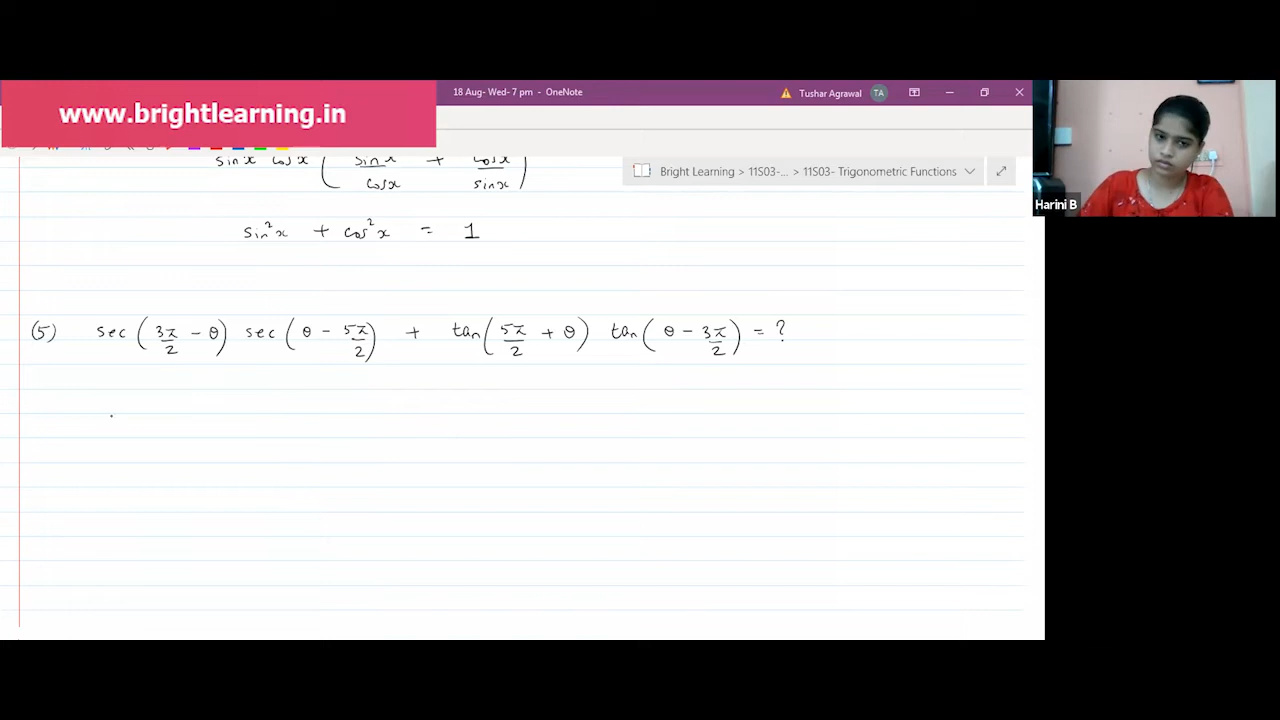 www.brightlearning.in
18 Aug- Wed- 7 pm - OneNote
Tushar Agrawal TA
Bright Learning > 11S03-... > 11S03- Trigonometric Functions
Harini B
sin x cos x ( sin x / cos x + cos x / sin x )
sin²x + cos²x = 1
(5) sec ( 3π/2 - θ ) sec ( θ - 5π/2 ) + tan ( 5π/2 + θ ) tan ( θ - 3π/2 ) = ?